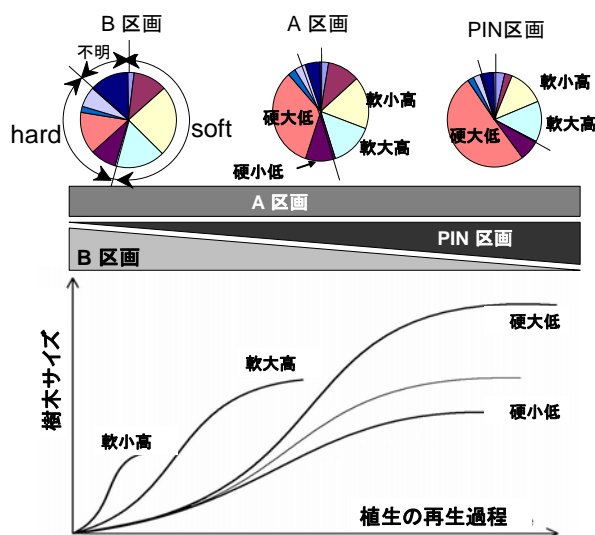 B 区画
A 区画
PIN区画
不明
hard
soft
硬大低
軟小高
軟大高
硬小低
硬大低
軟小高
軟大高
A 区画
PIN 区画
B 区画
樹木サイズ
軟小高
軟大高
硬大低
硬小低
植生の再生過程